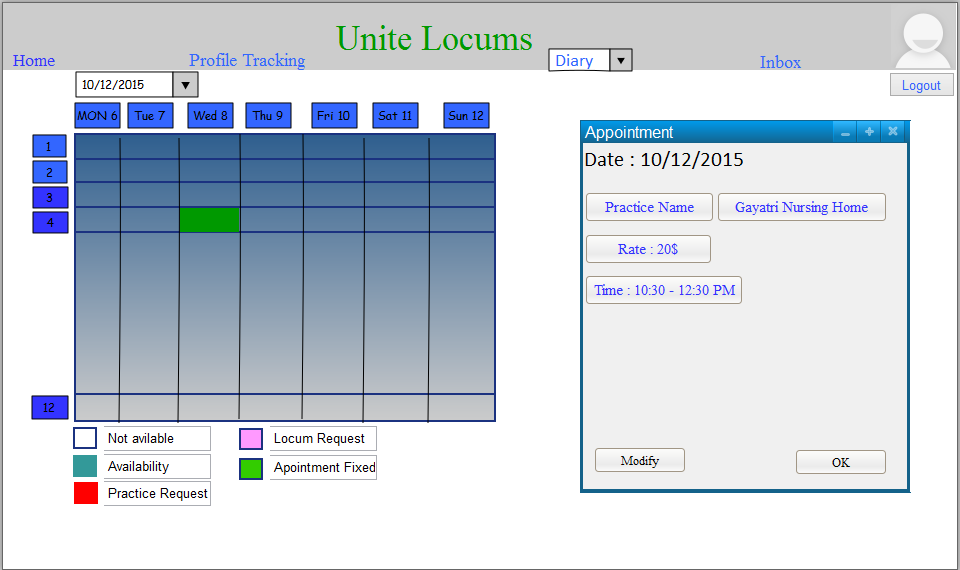 Unite Locums
Home
Profile Tracking
Diary
Inbox
Logout
10/12/2015
MON 6
Tue 7
Wed 8
Thu 9
Fri 10
Sat 11
Sun 12
1
2
3
4
12
Not avilable
Availability
Practice Request
Locum Request
Apointment Fixed
Appointment
Date : 10/12/2015
Practice Name
Gayatri Nursing Home
Rate : 20$
Time : 10:30 - 12:30 PM
Modify
OK